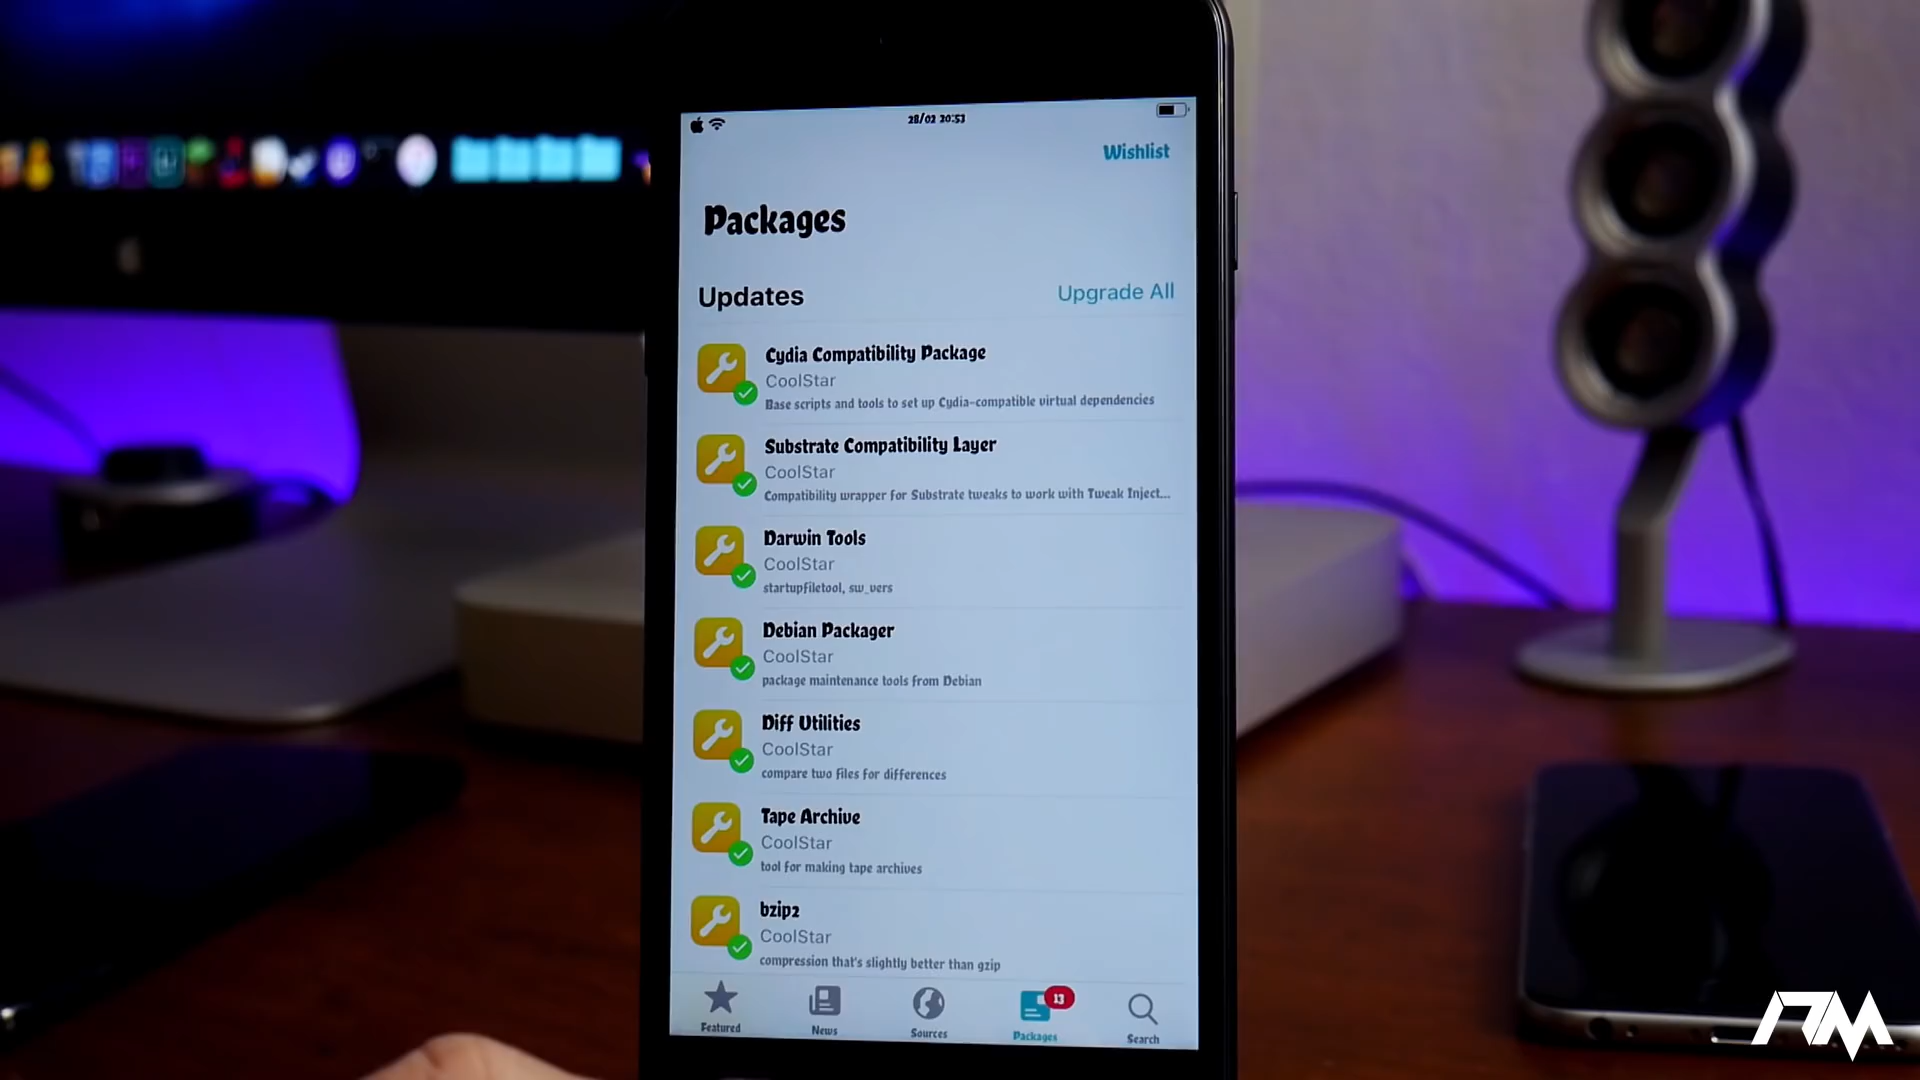 28/02 20:53
Wishlist
Packages
Updates
Upgrade All
Cydia Compatibility Package
CoolStar
Base scripts and tools to set up Cydia-compatible virtual dependencies
Substrate Compatibility Layer
CoolStar
Compatibility wrapper for Substrate tweaks to work with Tweak Inject...
Darwin Tools
CoolStar
startupfiletool, sw_vers
Debian Packager
CoolStar
package maintenance tools from Debian
Diff Utilities
CoolStar
compare two files for differences
Tape Archive
CoolStar
tool for making tape archives
bzip2
CoolStar
compression that's slightly better than gzip
13
Featured
News
Sources
Packages
Search